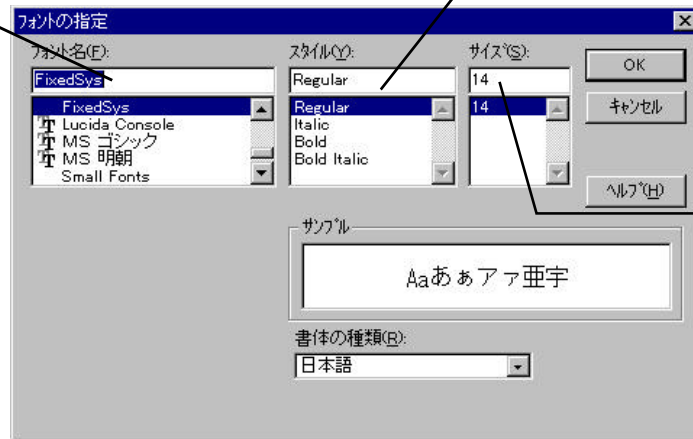 フォントの指定
フォント名(F):
FixedSys
FixedSys
Lucida Console
MS ゴシック
MS 明朝
Small Fonts
スタイル(Y):
Regular
Regular
Italic
Bold
Bold Italic
サイズ(S):
14
14
OK
キャンセル
ヘルプ(H)
サンプル
Aaあぁアァ亜宇
書体の種類(R):
日本語